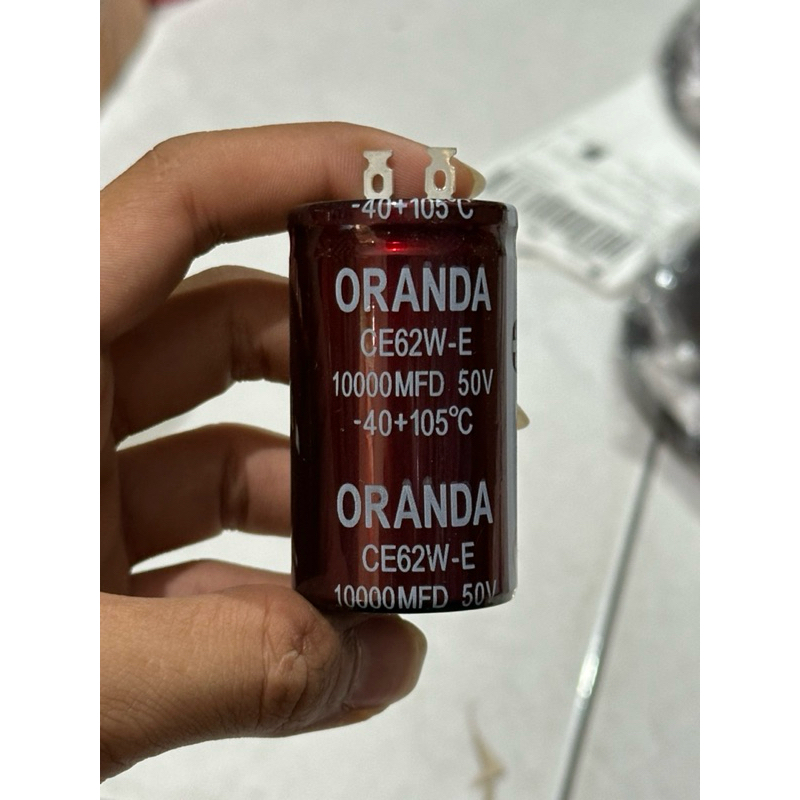 -40+105°C
ORANDA
CE62W-E
10000MFD 50V
-40+105℃
ORANDA
CE62W-E
10000MFD 50V